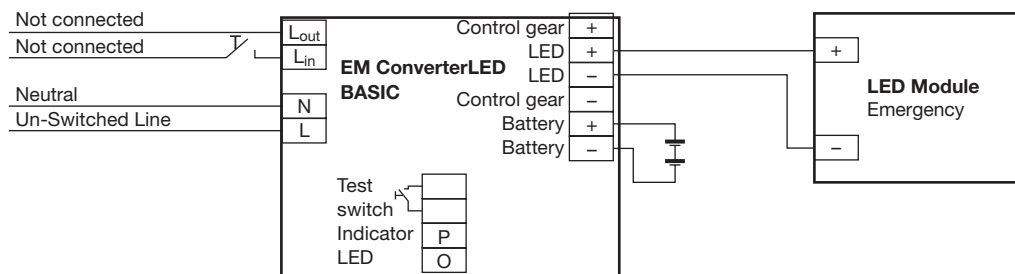 Not connected
Not connected
Neutral
Un-Switched Line
Lout
Lin
N
L
EM ConverterLED
BASIC
Control gear +
LED +
LED –
Control gear –
Battery +
Battery –
Test
switch
Indicator P
LED O
+
–
LED Module
Emergency